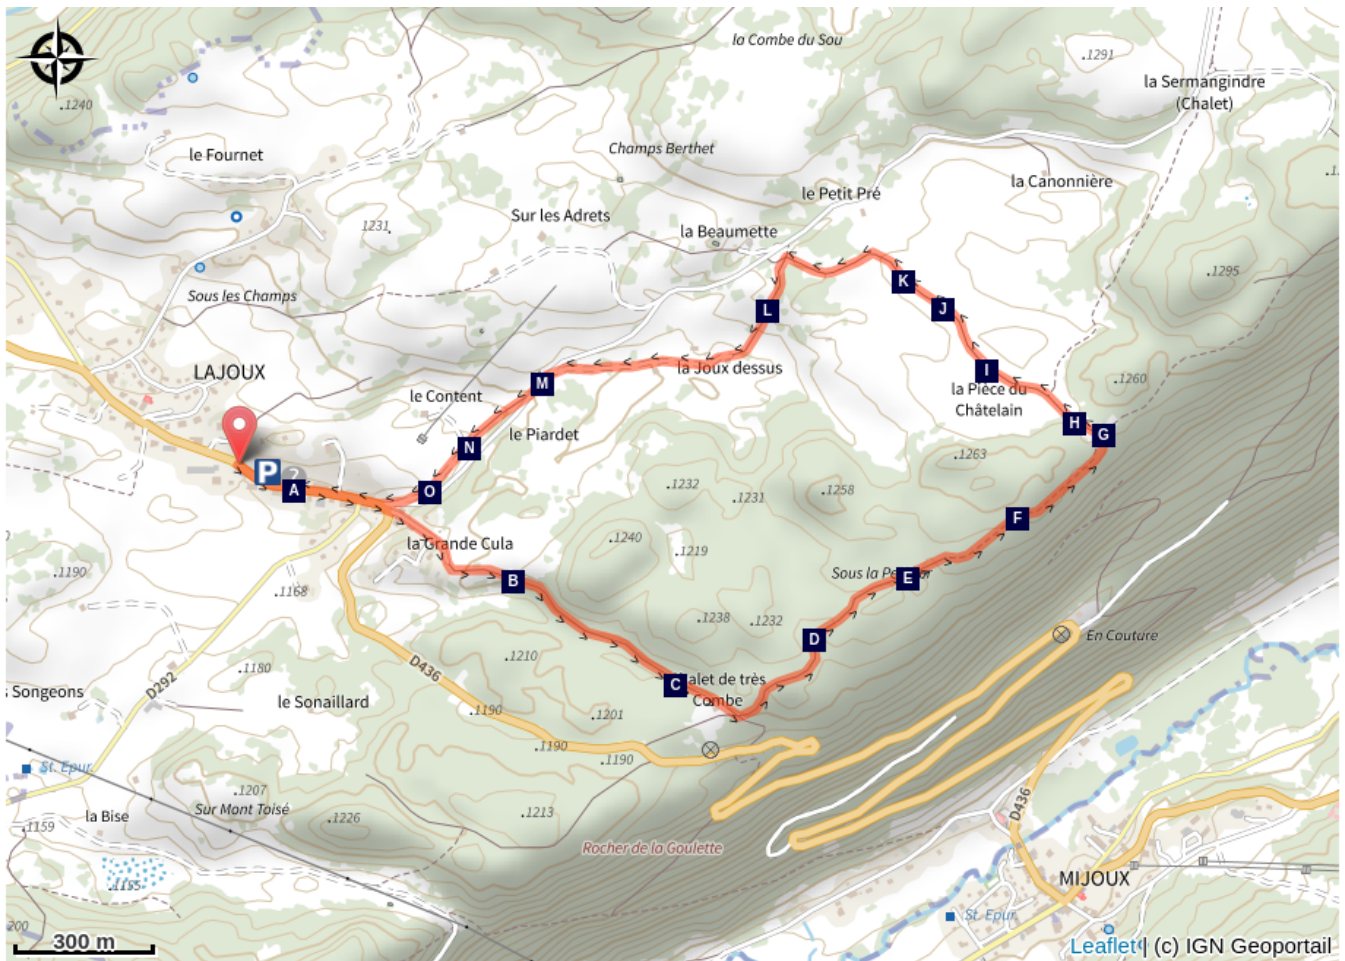 la Combe du Sou
.1291
la Sermangindre
(Chalet)
.1240
le Fournet
Champs Berthet
la Canonnière
le Petit Pré
Sur les Adrets
1231
la Beaumette
.1295
Sous les Champs
K
J
L
LAJOUX
la Joux dessus
I
.1260
M
la Pièce du
Châtelain
le Content
H
G
le Piardet
N
.1263
P
?
A
O
.1232
.1231
.1258
F
.1240
.1219
la Grande Cula
.1190
B
Sous la Pe
E
.1168
.1238
.1232
D
En Couture
.1210
D436
.1180
C
alet de très
Combe
D292
Songeons
le Sonaillard
.1190
.1201
.1190
.1190
St. Epur.
.1207
Sur Mont Toisé
la Bise
.1226
.1213
D436
.1159
Rocher de la Goulette
MIJOUX
.1155
St. Epur.
200
300 m
Leaflet | (c) IGN Geoportail